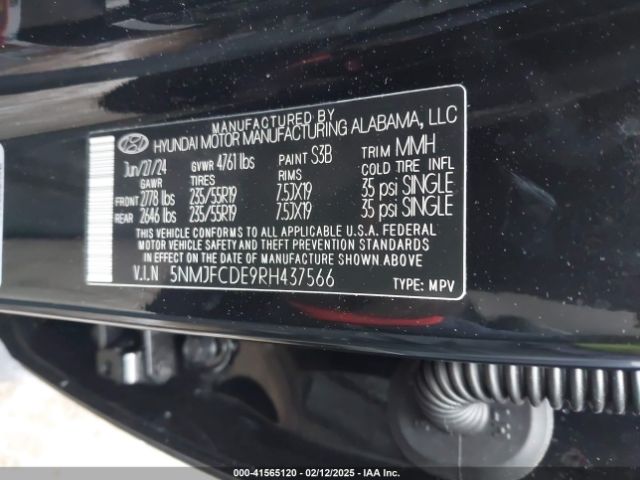 MANUFACTURED BY
HYUNDAI MOTOR MANUFACTURING ALABAMA, LLC
Jun/27/24 GVWR 4761 lbs PAINT S3B TRIM MMH
GAWR TIRES RIMS COLD TIRE INFL
FRONT 2778 lbs 235/55R19 7.5JX19 35 psi SINGLE
REAR 2646 lbs 235/55R19 7.5JX19 35 psi SINGLE
THIS VEHICLE CONFORMS TO ALL APPLICABLE U.S.A. FEDERAL
MOTOR VEHICLE SAFETY AND THEFT PREVENTION STANDARDS
IN EFFECT ON THE DATE OF MANUFACTURE SHOWN ABOVE
V.I.N 5NMJFCDE9RH437566
TYPE: MPV
000-41565120 - 02/12/2025 - IAA, Inc.